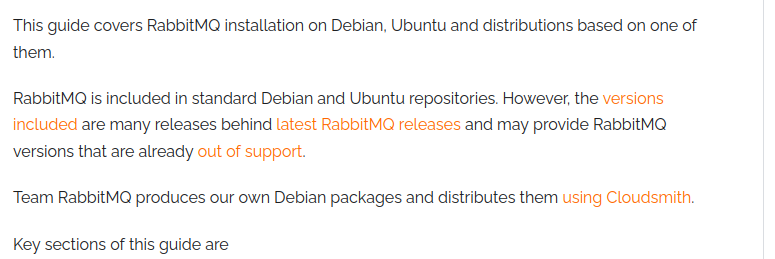 This guide covers RabbitMQ installation on Debian, Ubuntu and distributions based on one of
them.
RabbitMQ is included in standard Debian and Ubuntu repositories. However, the versions
included are many releases behind latest RabbitMQ releases and may provide RabbitMQ
versions that are already out of support.
Team RabbitMQ produces our own Debian packages and distributes them using Cloudsmith.
Key sections of this guide are